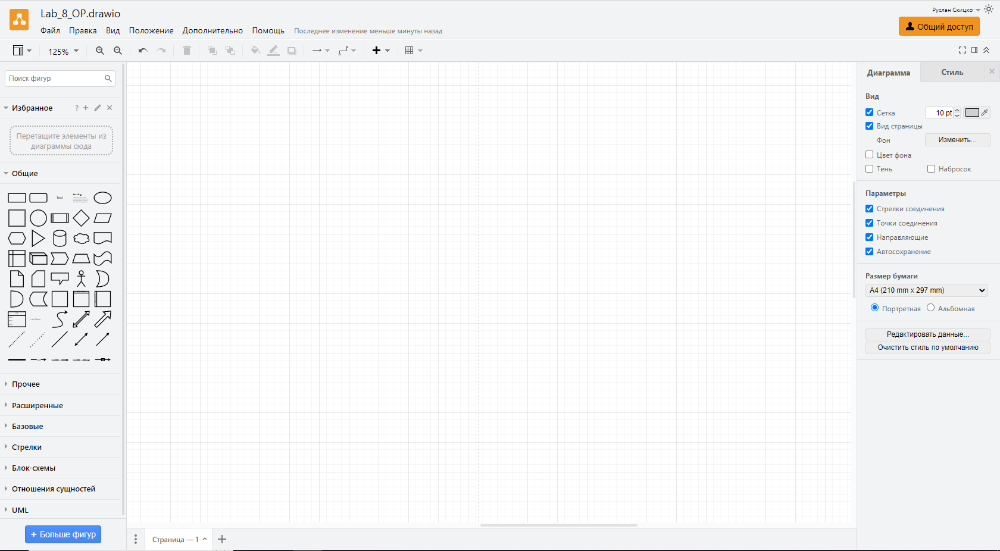 Lab_8_OP.drawio
Руслан Скицко
Файл Правка Вид Положение Дополнительно Помощь Последнее изменение меньше минуты назад
Общий доступ
125%
Поиск фигур
Избранное ?
Перетащите элементы из
диаграммы сюда
Общие
Text
Heading
List Item
Прочее
Расширенные
Базовые
Стрелки
Блок-схемы
Отношения сущностей
UML
+ Больше фигур
Страница — 1
Диаграмма Стиль
Вид
Сетка 10 pt
Вид страницы
Фон Изменить...
Цвет фона
Тень Набросок
Параметры
Стрелки соединения
Точки соединения
Направляющие
Автосохранение
Размер бумаги
A4 (210 mm x 297 mm)
Портретная Альбомная
Редактировать данные...
Очистить стиль по умолчанию